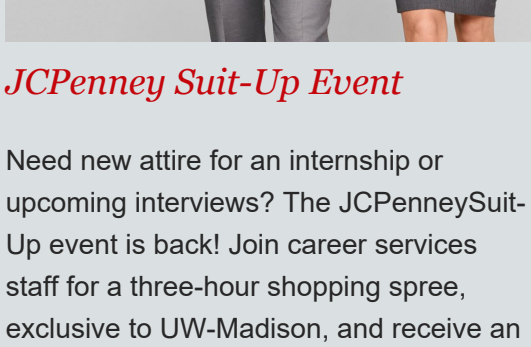 JCPenney Suit-Up Event
Need new attire for an internship or
upcoming interviews? The JCPenneySuit-
Up event is back! Join career services
staff for a three-hour shopping spree,
exclusive to UW-Madison, and receive an